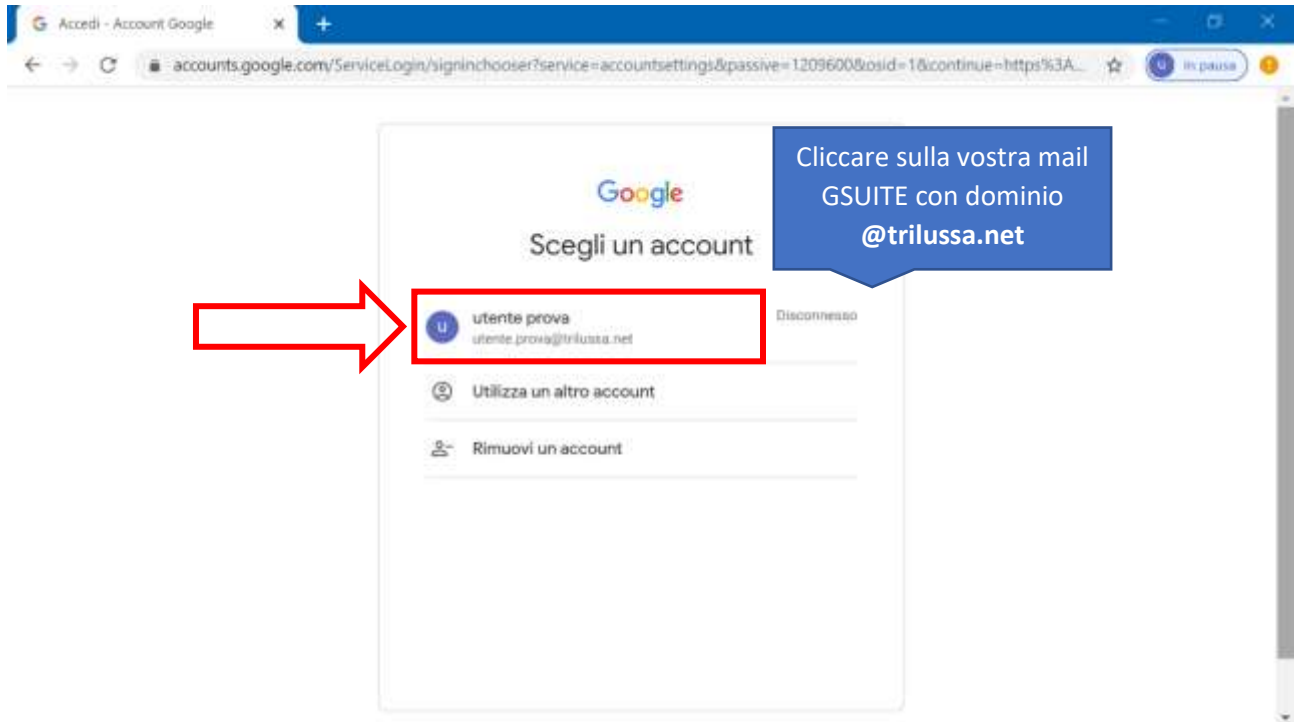 Accedi - Account Google
accounts.google.com/ServiceLogin/signinchooser?service=accountsettings&passive=1209600&osid=1&continue=https%3A...
in pausa
Google
Scegli un account
Cliccare sulla vostra mail
GSUITE con dominio
@trilussa.net
u
utente prova
Disconnesso
utente.prova@trilussa.net
Utilizza un altro account
Rimuovi un account